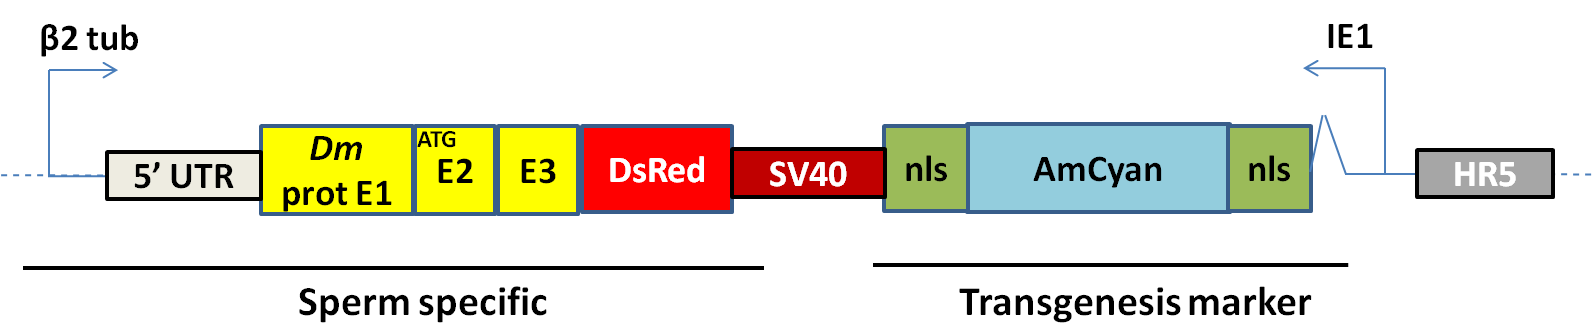 β2 tub
IE1
5' UTR
Dm
prot E1
ATG
E2
E3
DsRed
SV40
nls
AmCyan
nls
HR5
Sperm specific
Transgenesis marker